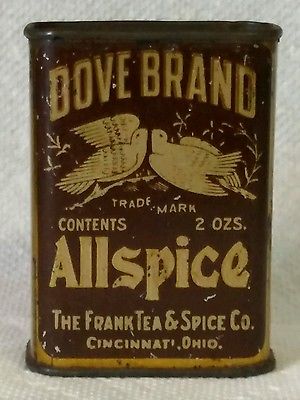 DOVE BRAND
TRADE MARK
CONTENTS 2 OZS.
Allspice
THE FRANK TEA & SPICE CO.
CINCINNATI, OHIO.